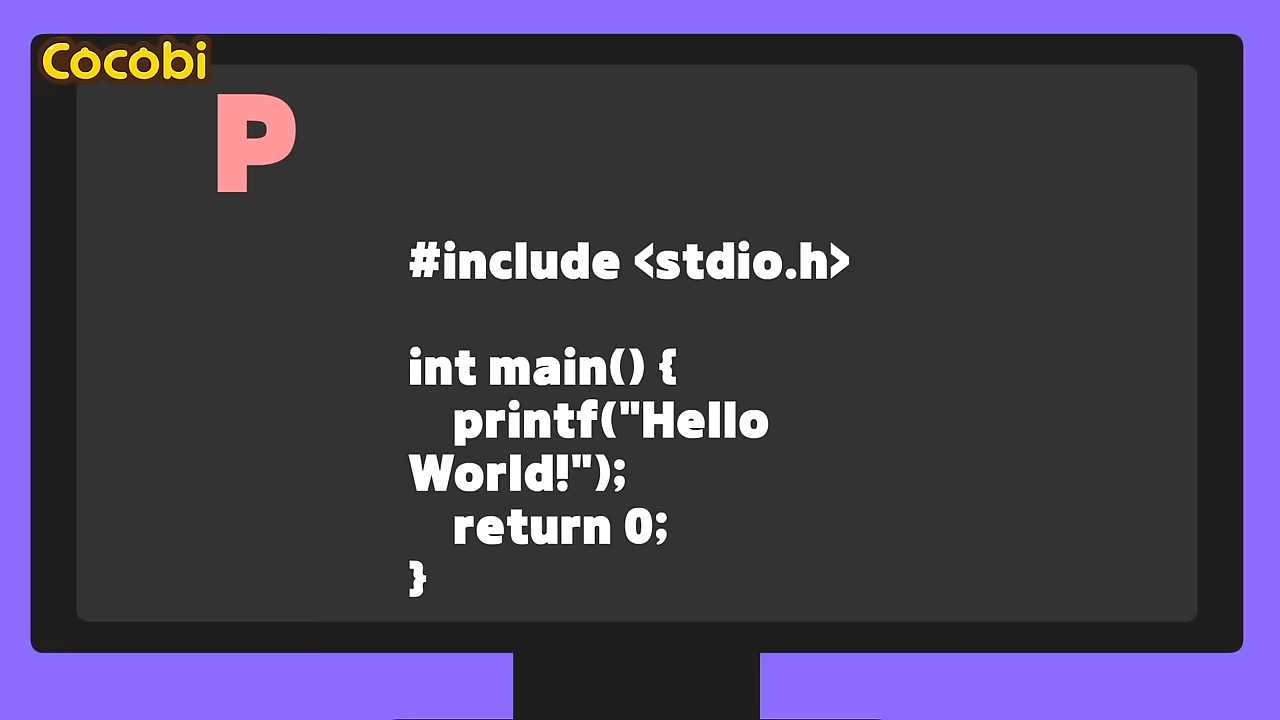 Cocobi
P
#include <stdio.h>
int main() {
    printf("Hello
World!");
    return 0;
}